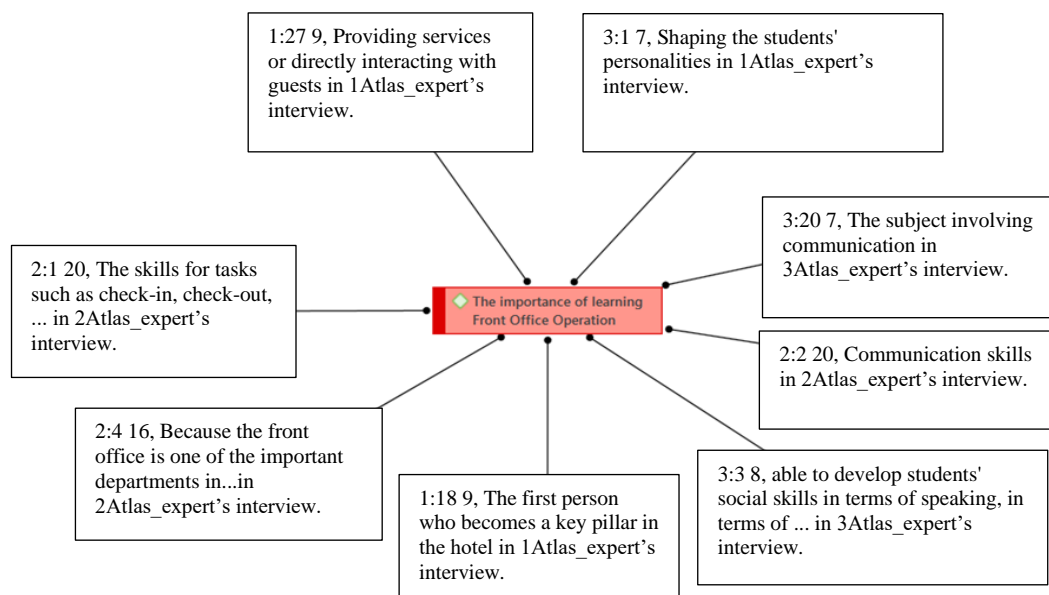 1:27 9, Providing services
or directly interacting with
guests in 1Atlas_expert's
interview.
3:1 7, Shaping the students'
personalities in 1Atlas_expert's
interview.
3:20 7, The subject involving
communication in
3Atlas_expert's interview.
2:1 20, The skills for tasks
such as check-in, check-out,
... in 2Atlas_expert's
interview.
The importance of learning
Front Office Operation
2:2 20, Communication skills
in 2Atlas_expert's interview.
2:4 16, Because the front
office is one of the important
departments in...in
2Atlas_expert's interview.
1:18 9, The first person
who becomes a key pillar in
the hotel in 1Atlas_expert's
interview.
3:3 8, able to develop students'
social skills in terms of speaking, in
terms of ... in 3Atlas_expert's
interview.